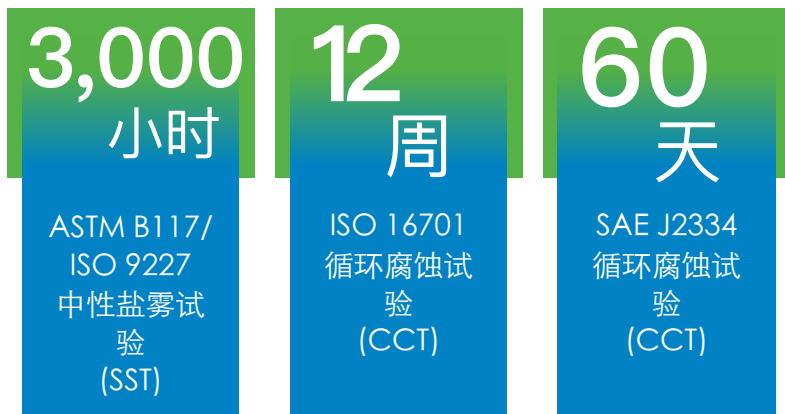 3,000
小时
ASTM B117/
ISO 9227
中性盐雾试
验
(SST)
12
周
ISO 16701
循环腐蚀试
验
(CCT)
60
天
SAE J2334
循环腐蚀试
验
(CCT)